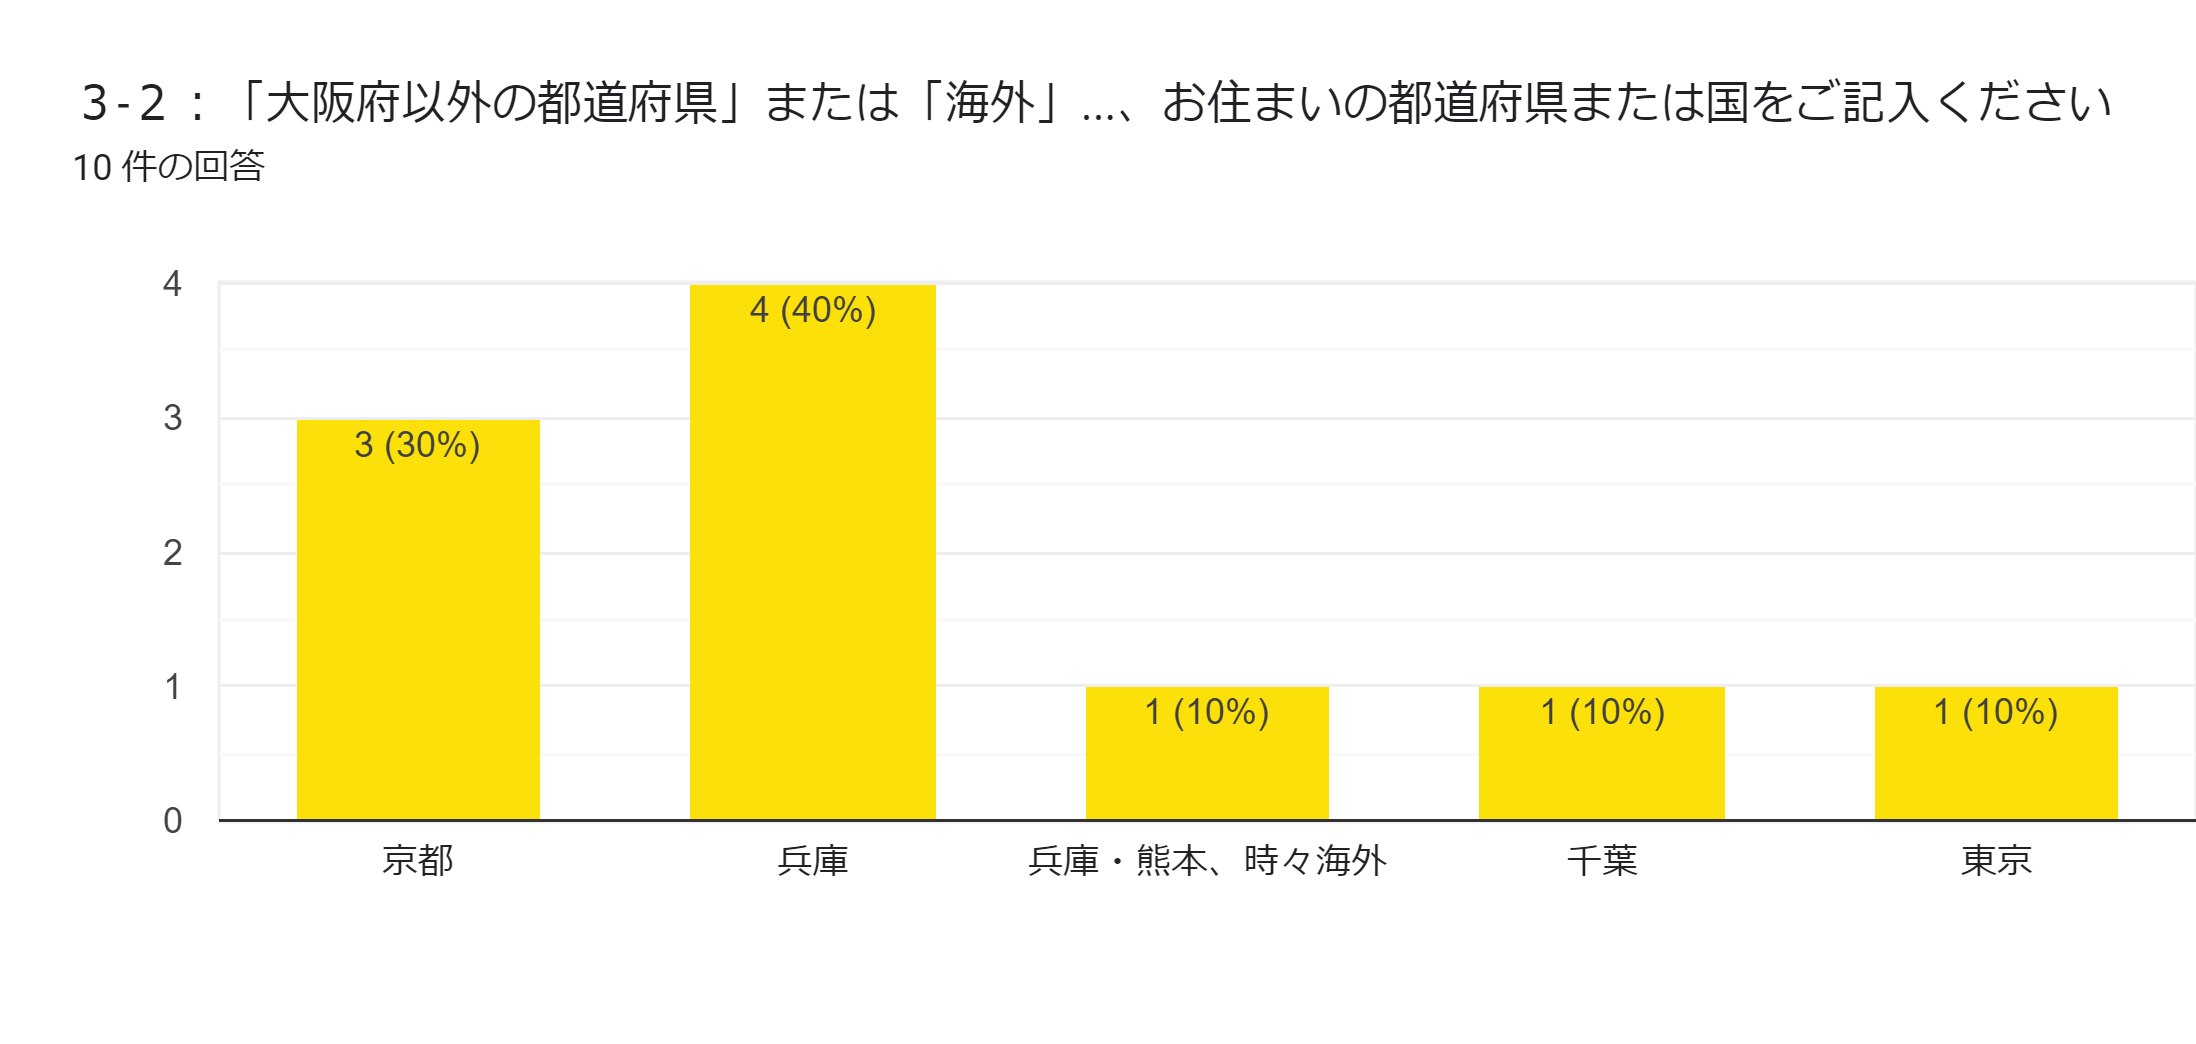 3-2：「大阪府以外の都道府県」または「海外」...、お住まいの都道府県または国をご記入ください
10 件の回答
4
4 (40%)
3
3 (30%)
2
1
1 (10%)
1 (10%)
1 (10%)
0
京都
兵庫
兵庫・熊本、時々海外
千葉
東京